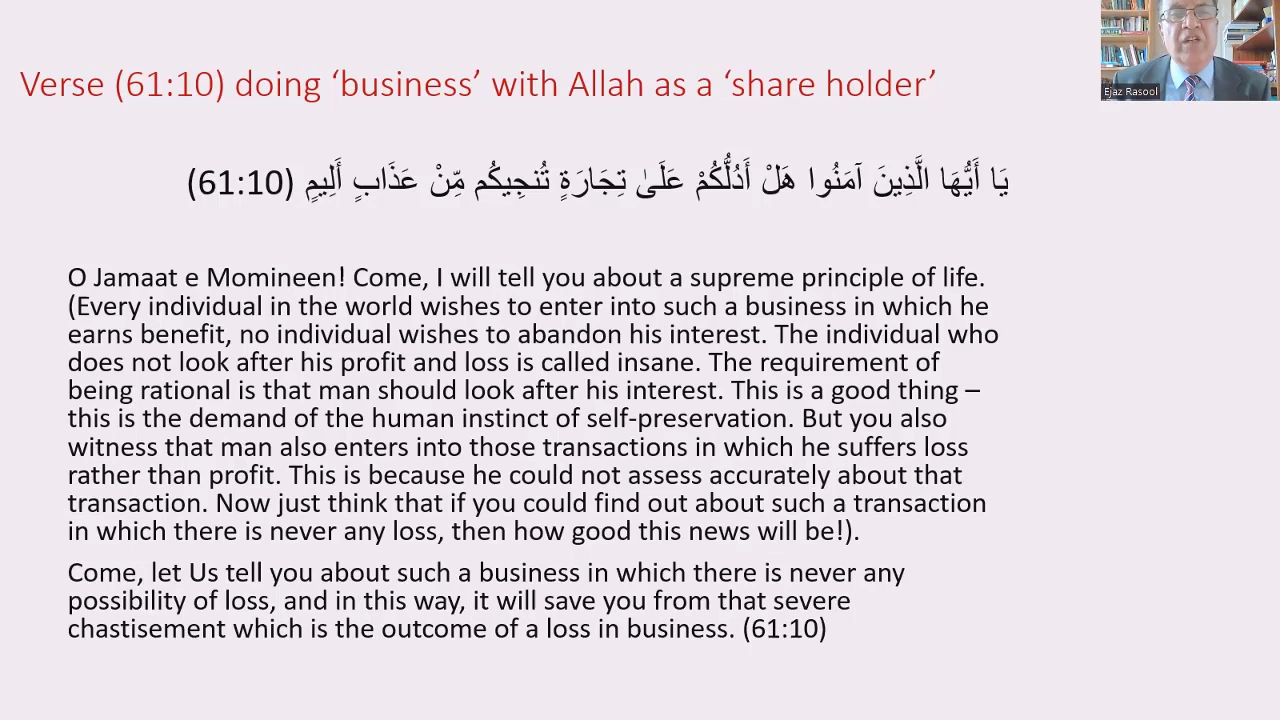 Verse (61:10) doing ‘business’ with Allah as a ‘share holder’
Ejaz Rasool
يَا أَيُّهَا الَّذِينَ آمَنُوا هَلْ أَدُلُّكُمْ عَلَىٰ تِجَارَةٍ تُنجِيكُم مِّنْ عَذَابٍ أَلِيمٍ (61:10)
O Jamaat e Momineen! Come, I will tell you about a supreme principle of life.
(Every individual in the world wishes to enter into such a business in which he
earns benefit, no individual wishes to abandon his interest. The individual who
does not look after his profit and loss is called insane. The requirement of
being rational is that man should look after his interest. This is a good thing –
this is the demand of the human instinct of self-preservation. But you also
witness that man also enters into those transactions in which he suffers loss
rather than profit. This is because he could not assess accurately about that
transaction. Now just think that if you could find out about such a transaction
in which there is never any loss, then how good this news will be!).
Come, let Us tell you about such a business in which there is never any
possibility of loss, and in this way, it will save you from that severe
chastisement which is the outcome of a loss in business. (61:10)